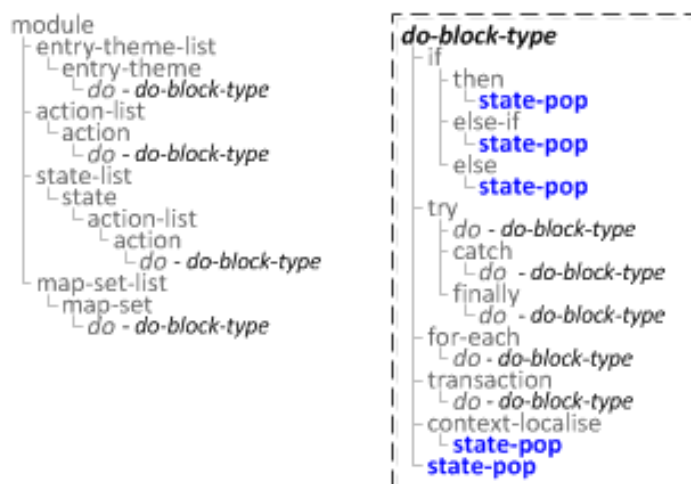 module
entry-theme-list
entry-theme
do - do-block-type
action-list
action
do - do-block-type
state-list
state
action-list
action
do - do-block-type
map-set-list
map-set
do - do-block-type
do-block-type
if
then
state-pop
else-if
state-pop
else
state-pop
try
do - do-block-type
catch
do - do-block-type
finally
do - do-block-type
for-each
do - do-block-type
transaction
do - do-block-type
context-localise
state-pop
state-pop